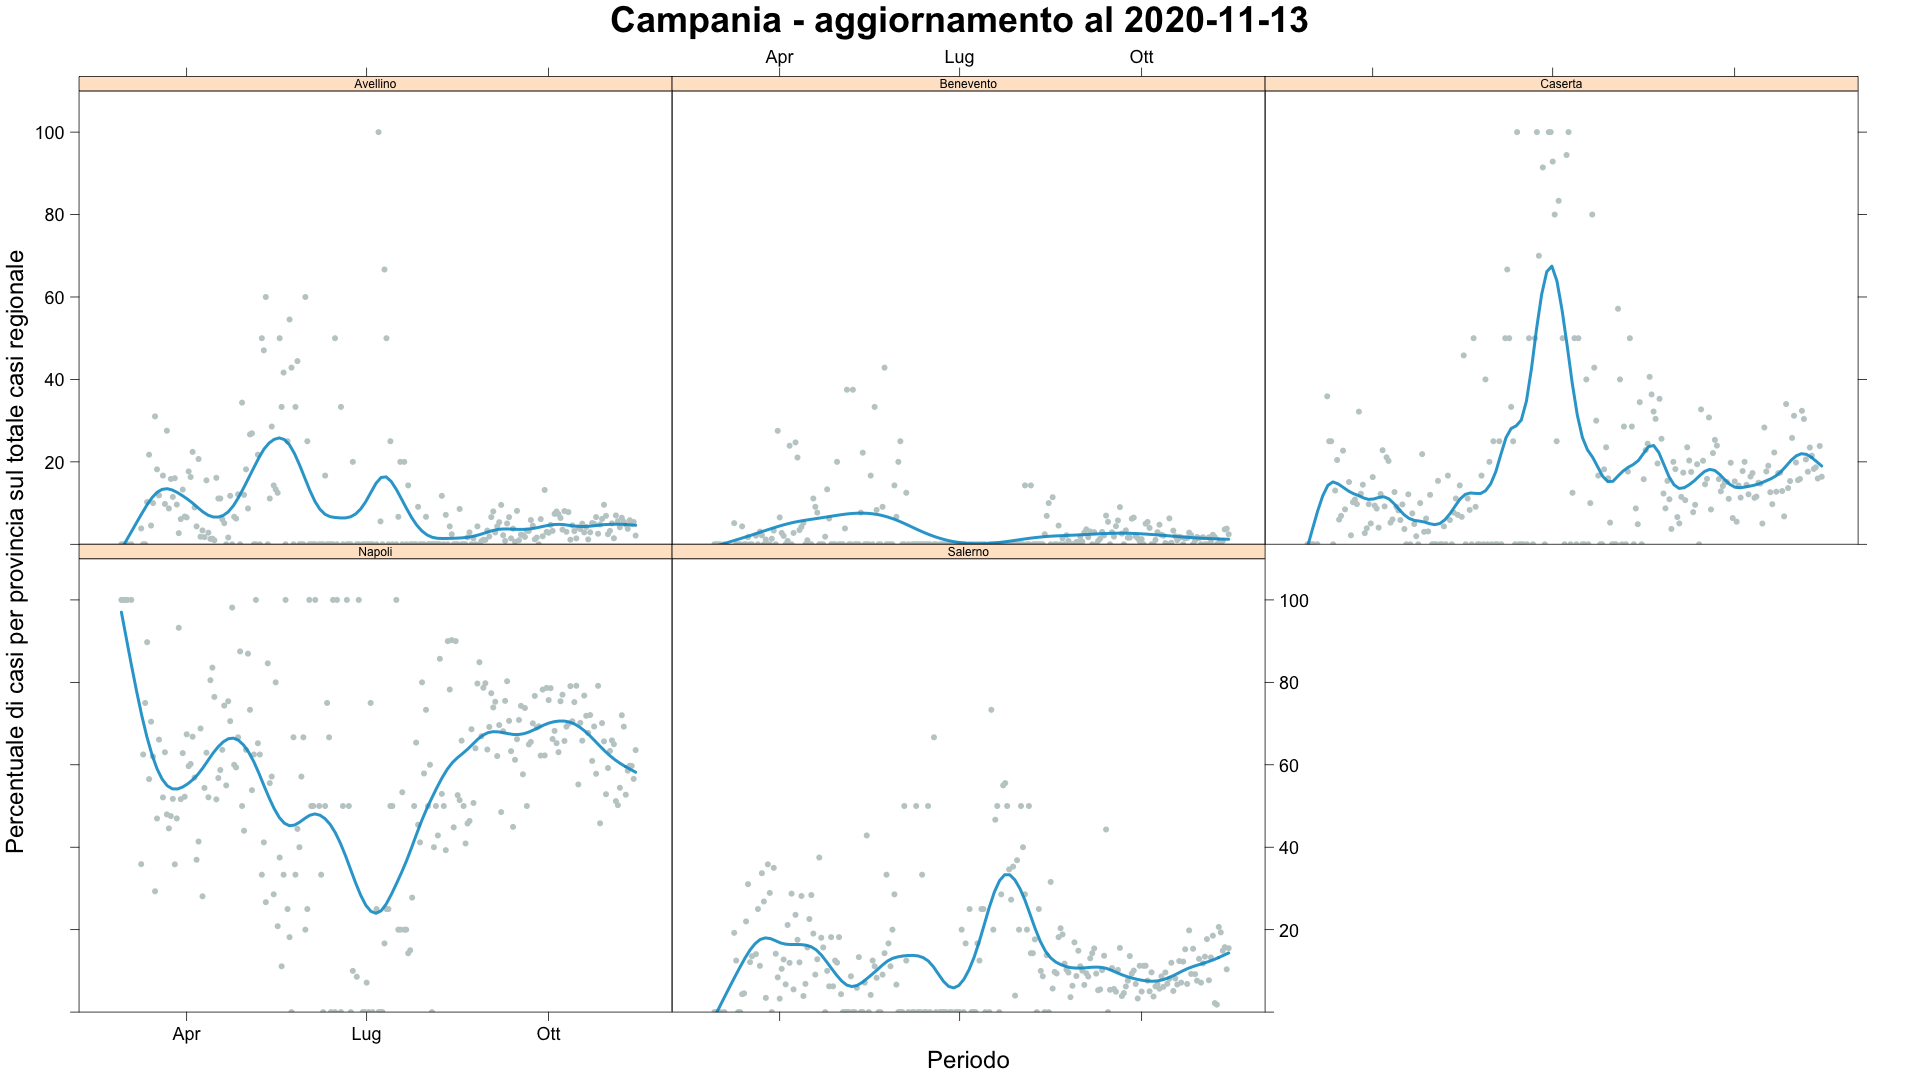 Campania - aggiornamento al 2020-11-13
Apr Lug Ott
Avellino Benevento Caserta
100
80
60
40
20
Percentuale di casi per provincia sul totale casi regionale
Napoli Salerno
100
80
60
40
20
Apr Lug Ott
Periodo